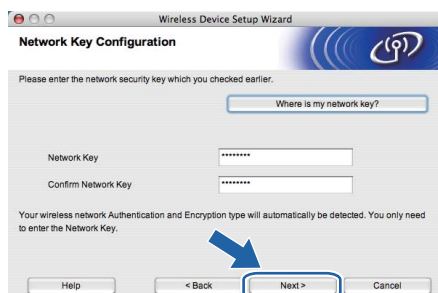 Wireless Device Setup Wizard
Network Key Configuration
Please enter the network security key which you checked earlier.
Where is my network key?
Network Key ********
Confirm Network Key ********
Your wireless network Authentication and Encryption type will automatically be detected. You only need
to enter the Network Key.
Help < Back Next > Cancel